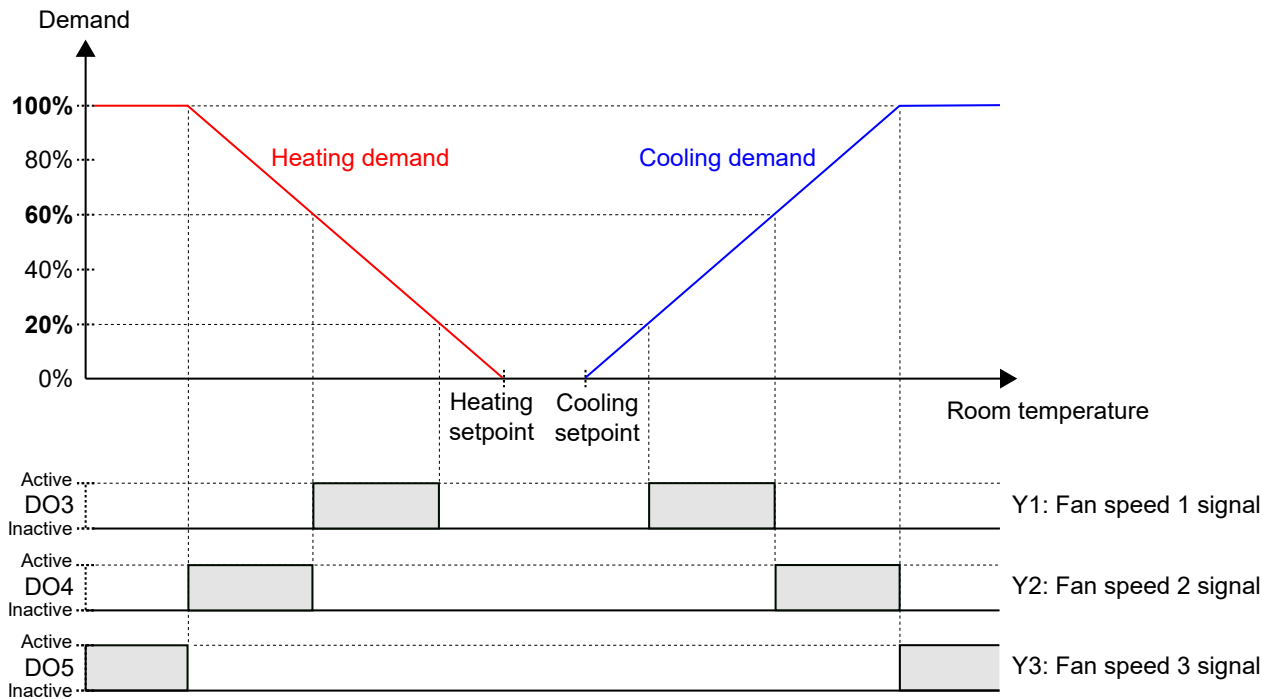 Demand
100%
80%
Heating demand
Cooling demand
60%
40%
20%
0%
Heating
setpoint
Cooling
setpoint
Room temperature
Active
DO3
Inactive
Y1: Fan speed 1 signal
Active
DO4
Inactive
Y2: Fan speed 2 signal
Active
DO5
Inactive
Y3: Fan speed 3 signal